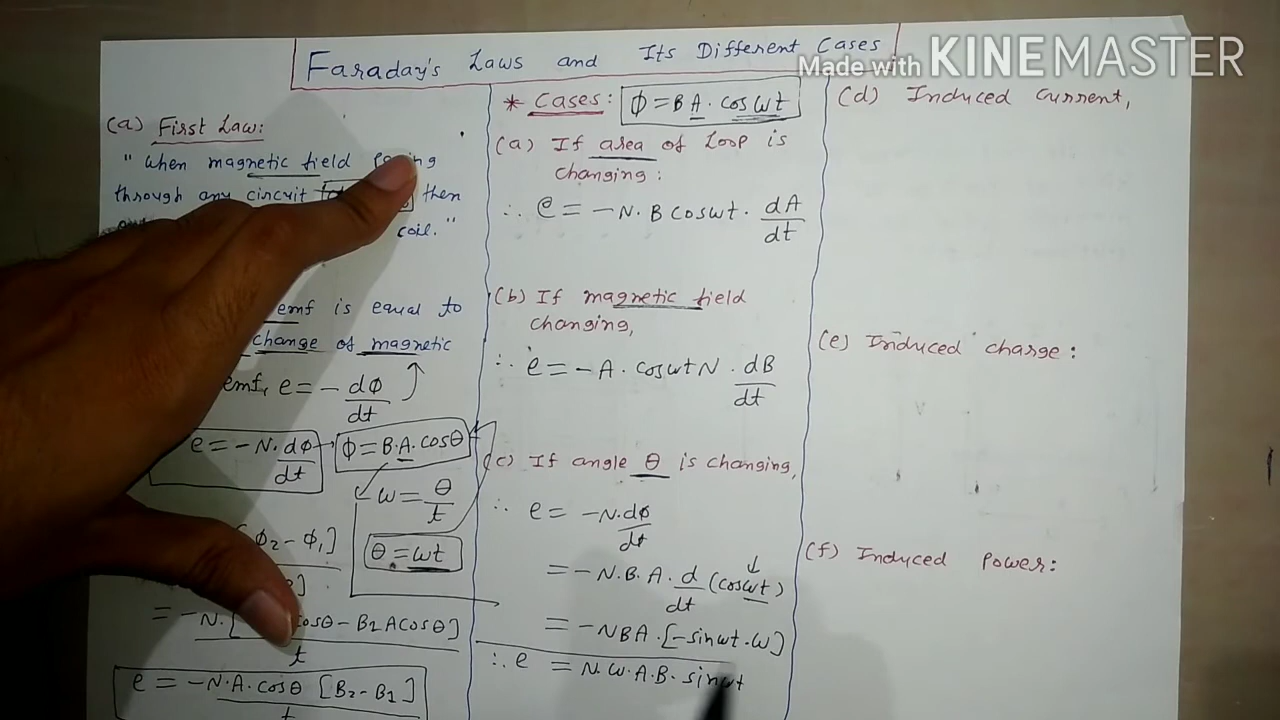 Faraday's Laws and Its Different Cases
Made with KINEMASTER
(a) First Law:
" When magnetic field
through any circuit then
coil."
emf is equal to
change of magnetic
emf, e = - dΦ/dt
e = -N. dΦ/dt
Φ = B.A. cosθ
ω = θ/t
θ = ωt
Φ₂ - Φ₁]
= -N. [ cosθ - B₂ A cosθ]
t
e = -N.A. cosθ [B₂ - B₁]
t
* Cases: Φ = B A . cos ωt
(a) If area of Loop is
changing:
∴ e = -N. B cosωt. dA/dt
(b) If magnetic field
changing,
∴ e = -A. cosωt N . dB/dt
(c) If angle θ is changing,
∴ e = -N.dΦ/dt
= -N.B.A. d/dt (cosωt)
= -NBA.[-sinωt.ω]
∴ e = N.ω.A.B. sinωt
(d) Induced Current,
(e) Induced charge:
(f) Induced Power: